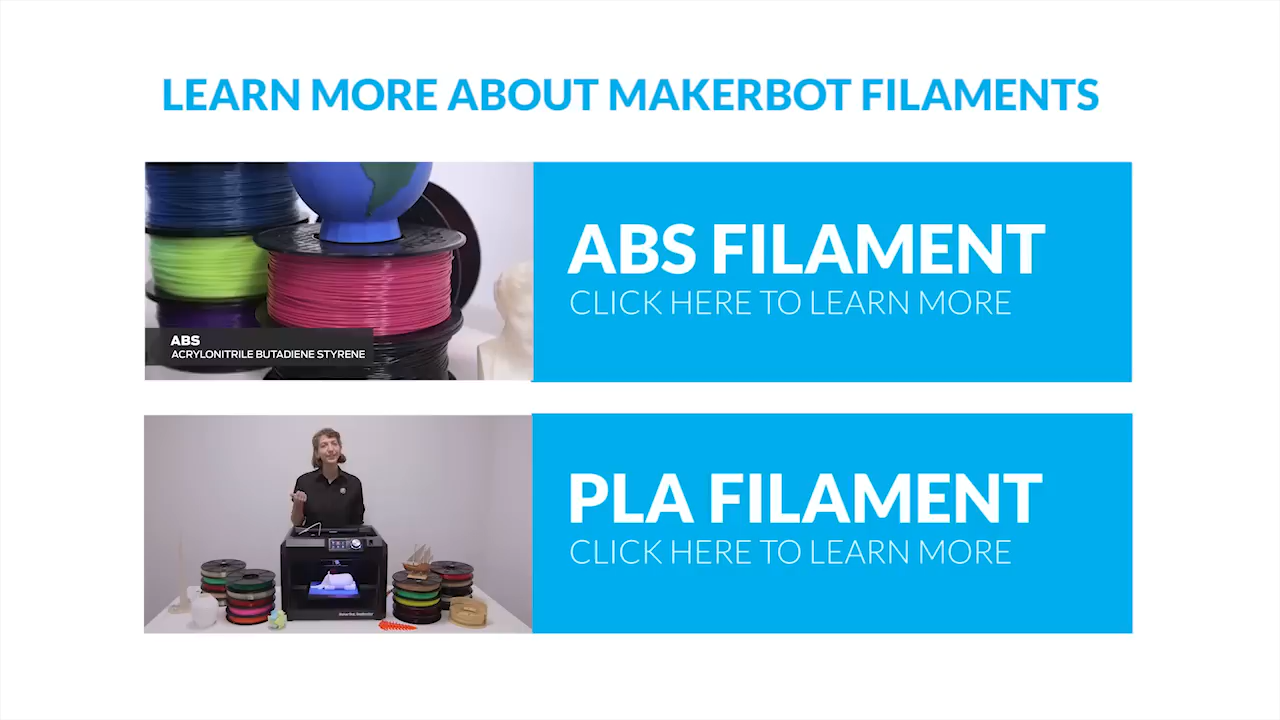 LEARN MORE ABOUT MAKERBOT FILAMENTS
ABS FILAMENT
CLICK HERE TO LEARN MORE
ABS
ACRYLONITRILE BUTADIENE STYRENE
PLA FILAMENT
CLICK HERE TO LEARN MORE